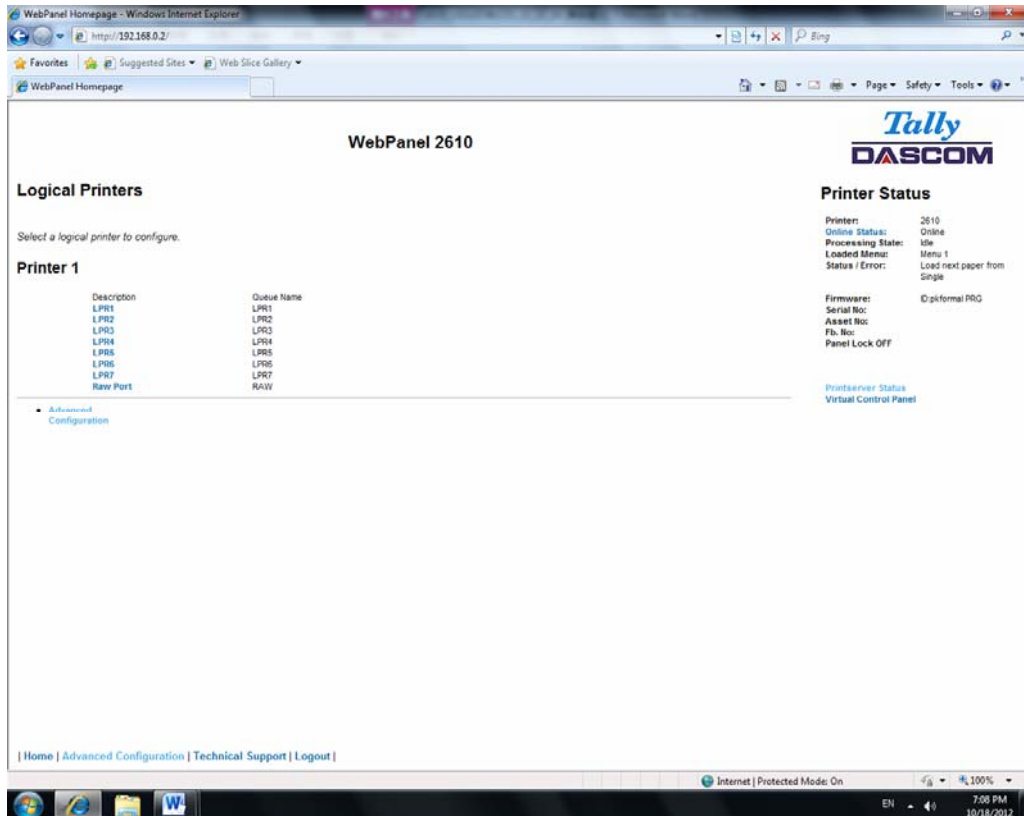 WebPanel Homepage - Windows Internet Explorer
http://192.168.0.2/
Bing
Favorites
Suggested Sites
Web Slice Gallery
WebPanel Homepage
Page
Safety
Tools
WebPanel 2610
Tally
DASCOM
Logical Printers
Select a logical printer to configure.
Printer 1
Description Queue Name
LPR1 LPR1
LPR2 LPR2
LPR3 LPR3
LPR4 LPR4
LPR5 LPR5
LPR6 LPR6
LPR7 LPR7
Raw Port RAW
Advanced
Configuration
Printer Status
Printer: 2610
Online Status: Online
Processing State: Idle
Loaded Menu: Menu 1
Status / Error: Load next paper from
Single
Firmware: ID:pkformal PRG
Serial No:
Asset No:
Fb. No:
Panel Lock OFF
Printserver Status
Virtual Control Panel
| Home | Advanced Configuration | Technical Support | Logout |
Internet | Protected Mode: On
100%
W
EN
7:08 PM
10/18/2012